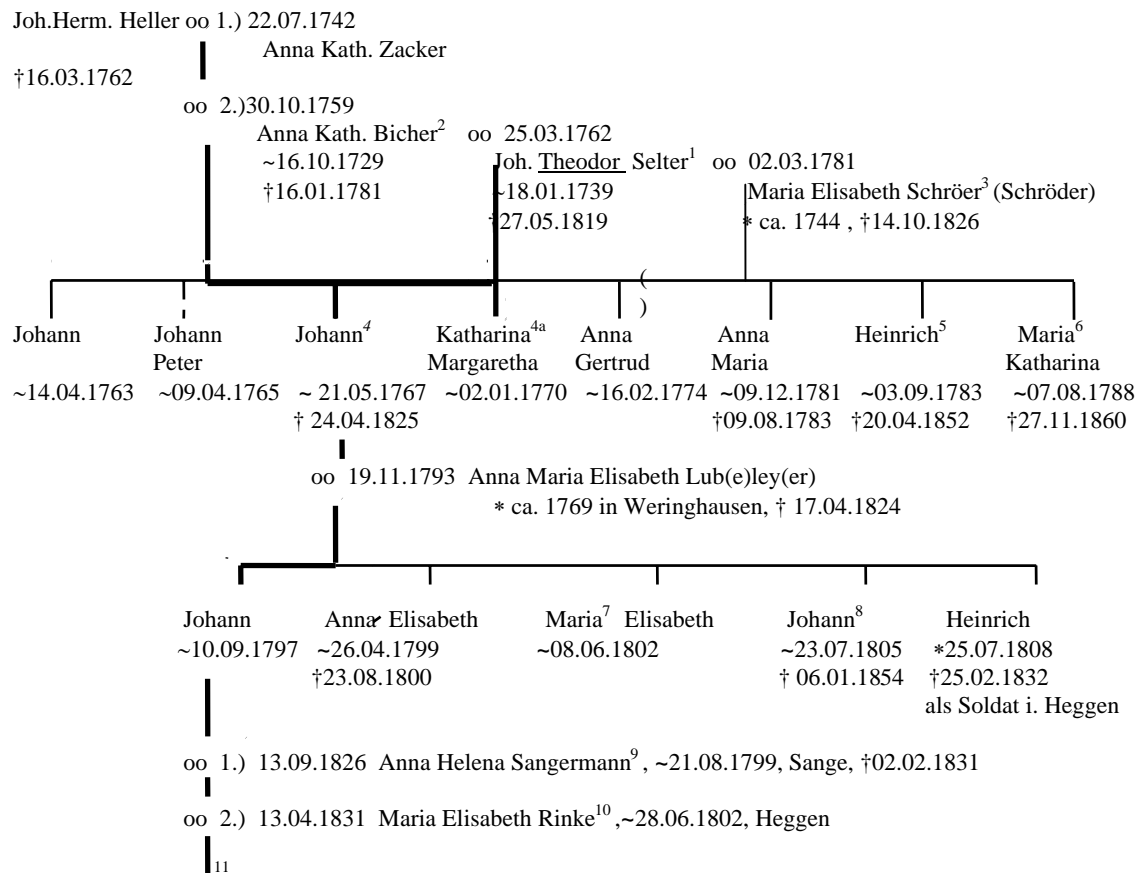 Joh.Herm. Heller oo 1.) 22.07.1742
Anna Kath. Zacker
†16.03.1762
oo 2.)30.10.1759
Anna Kath. Bicher² oo 25.03.1762
~16.10.1729 Joh. Theodor Selter¹ oo 02.03.1781
†16.01.1781 ~18.01.1739 Maria Elisabeth Schröer³ (Schröder)
†27.05.1819 * ca. 1744 , †14.10.1826
( )
Johann Johann Johann⁴ Katharina⁴ᵃ Anna Anna Heinrich⁵ Maria⁶
Peter Margaretha Gertrud Maria Katharina
~14.04.1763 ~09.04.1765 ~ 21.05.1767 ~02.01.1770 ~16.02.1774 ~09.12.1781 ~03.09.1783 ~07.08.1788
† 24.04.1825 †09.08.1783 †20.04.1852 †27.11.1860
oo 19.11.1793 Anna Maria Elisabeth Lub(e)ley(er)
* ca. 1769 in Weringhausen, † 17.04.1824
Johann Anna Elisabeth Maria⁷ Elisabeth Johann⁸ Heinrich
~10.09.1797 ~26.04.1799 ~08.06.1802 ~23.07.1805 *25.07.1808
†23.08.1800 † 06.01.1854 †25.02.1832
als Soldat i. Heggen
oo 1.) 13.09.1826 Anna Helena Sangermann⁹ , ~21.08.1799, Sange, †02.02.1831
oo 2.) 13.04.1831 Maria Elisabeth Rinke¹⁰ ,~28.06.1802, Heggen
11